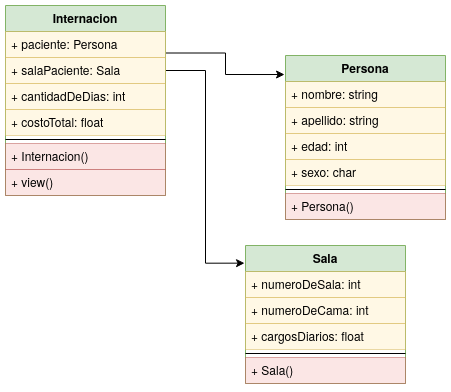 Internacion
+ paciente: Persona
+ salaPaciente: Sala
+ cantidadDeDias: int
+ costoTotal: float
+ Internacion()
+ view()
Persona
+ nombre: string
+ apellido: string
+ edad: int
+ sexo: char
+ Persona()
Sala
+ numeroDeSala: int
+ numeroDeCama: int
+ cargosDiarios: float
+ Sala()